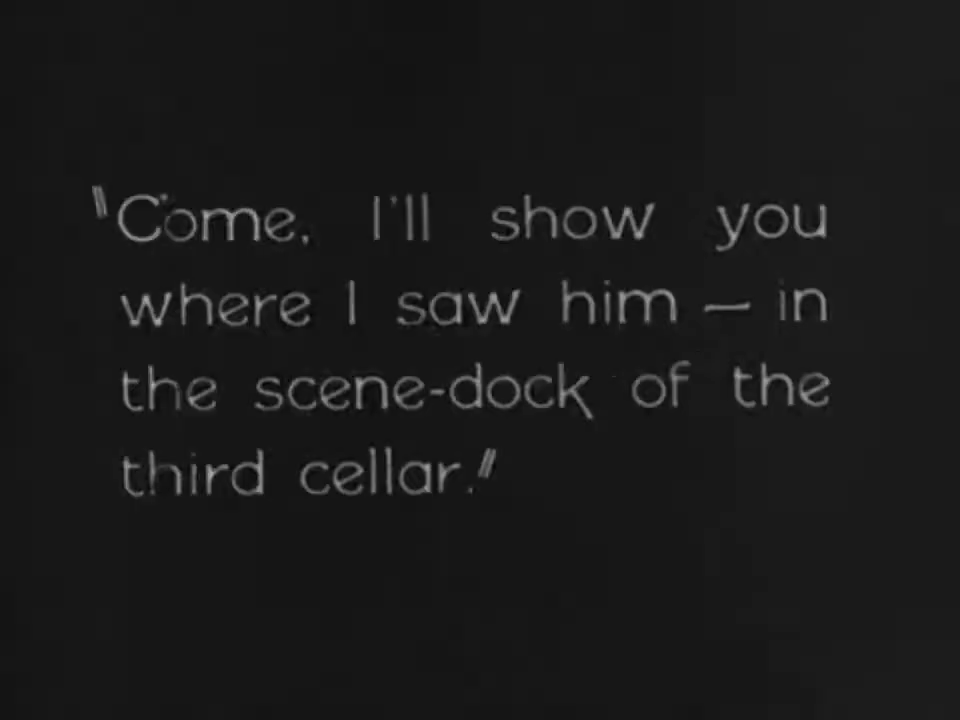 "Come, I'll show you
where I saw him — in
the scene-dock of the
third cellar."